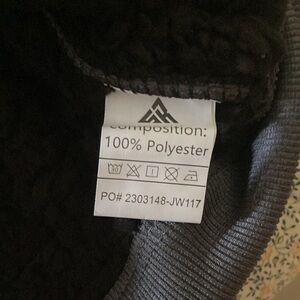 Composition:
100% Polyester
PO# 2303148-JW117